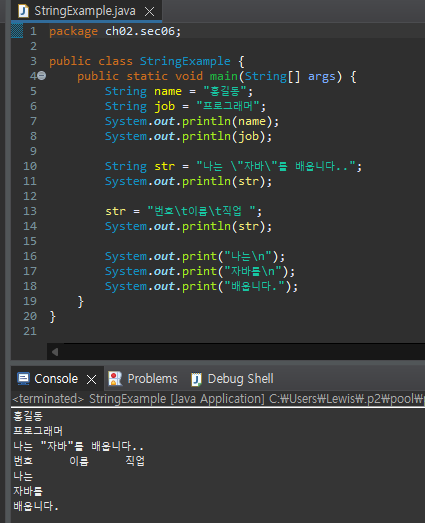 StringExample.java
1 package ch02.sec06;
2
3 public class StringExample {
4 public static void main(String[] args) {
5 String name = "홍길동";
6 String job = "프로그래머";
7 System.out.println(name);
8 System.out.println(job);
9
10 String str = "나는 \"자바\"를 배웁니다..";
11 System.out.println(str);
12
13 str = "번호\t이름\t직업 ";
14 System.out.println(str);
15
16 System.out.print("나는\n");
17 System.out.print("자바를\n");
18 System.out.print("배웁니다.");
19 }
20 }
21
Console Problems Debug Shell
<terminated> StringExample [Java Application] C:₩Users₩Lewis₩.p2₩pool₩
홍길동
프로그래머
나는 "자바"를 배웁니다..
번호 이름 직업
나는
자바를
배웁니다.